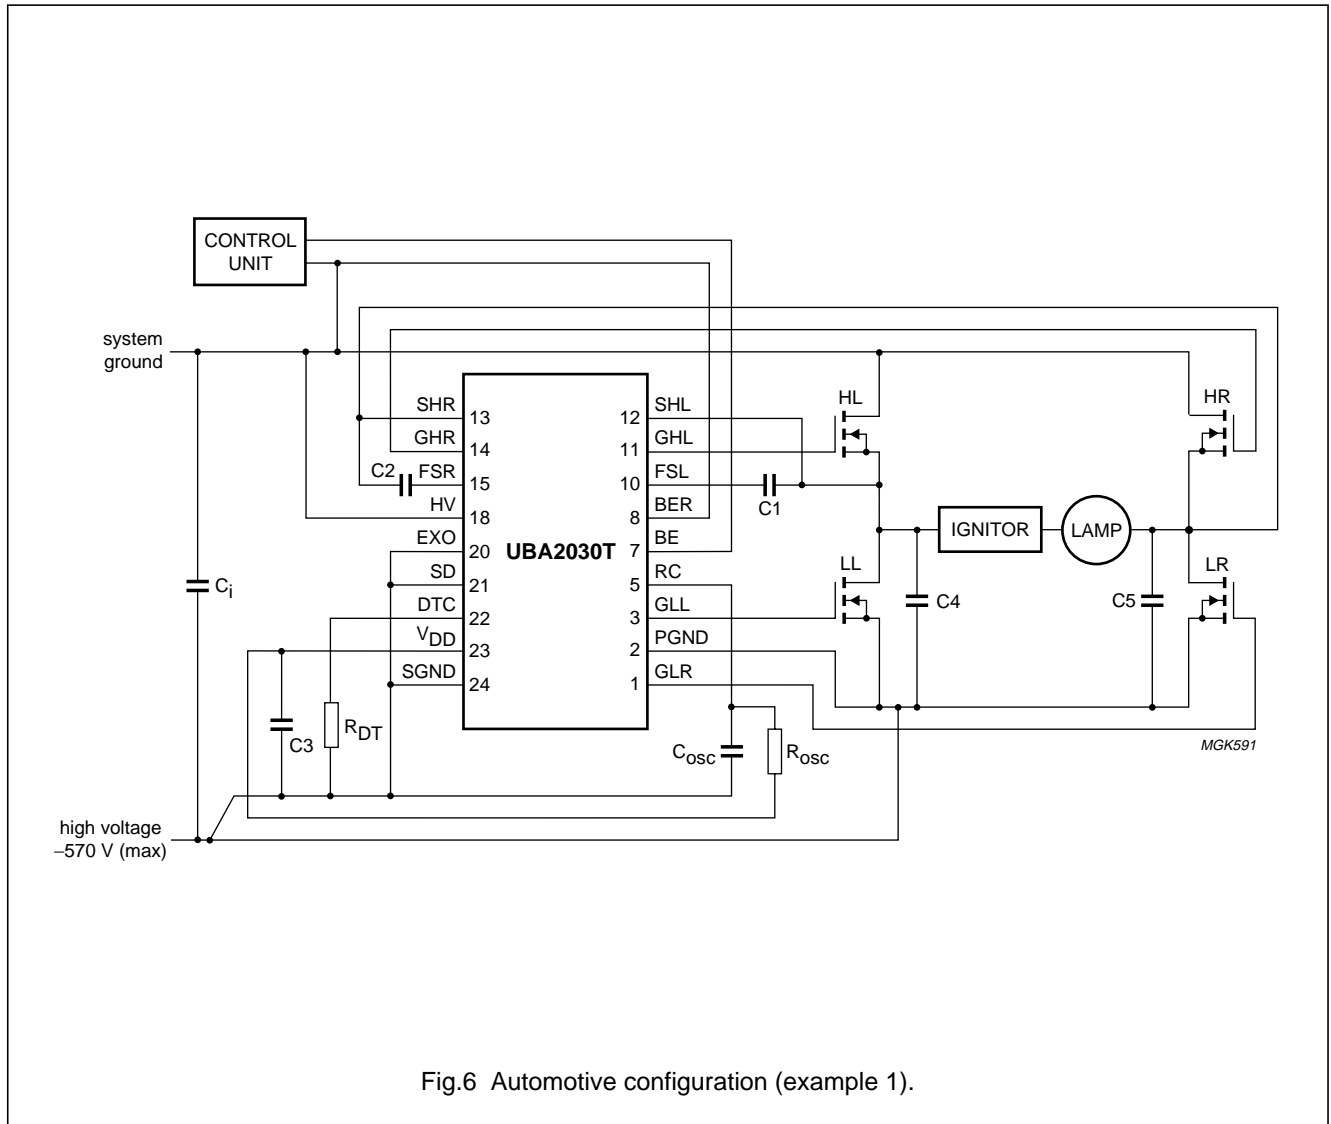 CONTROL
UNIT
system
ground
SHR 13
GHR 14
C2 FSR 15
HV 18
EXO 20
SD 21
DTC 22
VDD 23
SGND 24
UBA2030T
12 SHL
11 GHL
10 FSL
8 BER
7 BE
5 RC
3 GLL
2 PGND
1 GLR
C1
HL
HR
IGNITOR
LAMP
LL
LR
C4
C5
Ci
C3
RDT
Cosc
Rosc
MGK591
high voltage
−570 V (max)
Fig.6 Automotive configuration (example 1).